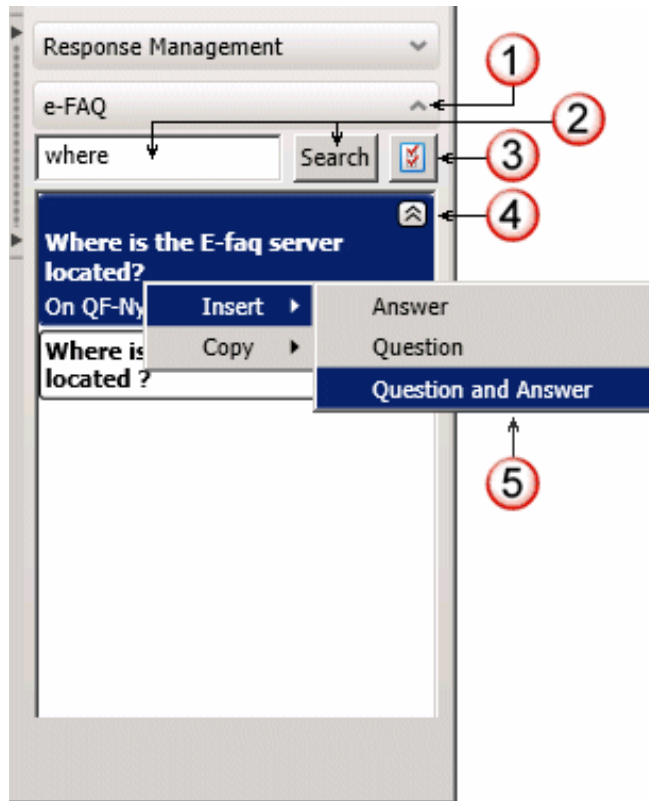 Response Management
1
e-FAQ
2
where
Search
3
4
Where is the E-faq server
located?
On QF-Ny
Insert
Answer
Where is
Copy
Question
located ?
Question and Answer
5